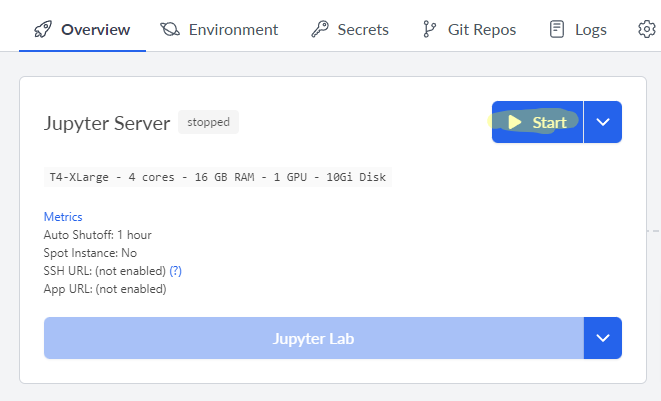 Overview Environment Secrets Git Repos Logs
Jupyter Server stopped Start
T4-XLarge - 4 cores - 16 GB RAM - 1 GPU - 10Gi Disk
Metrics
Auto Shutoff: 1 hour
Spot Instance: No
SSH URL: (not enabled) (?)
App URL: (not enabled)
Jupyter Lab